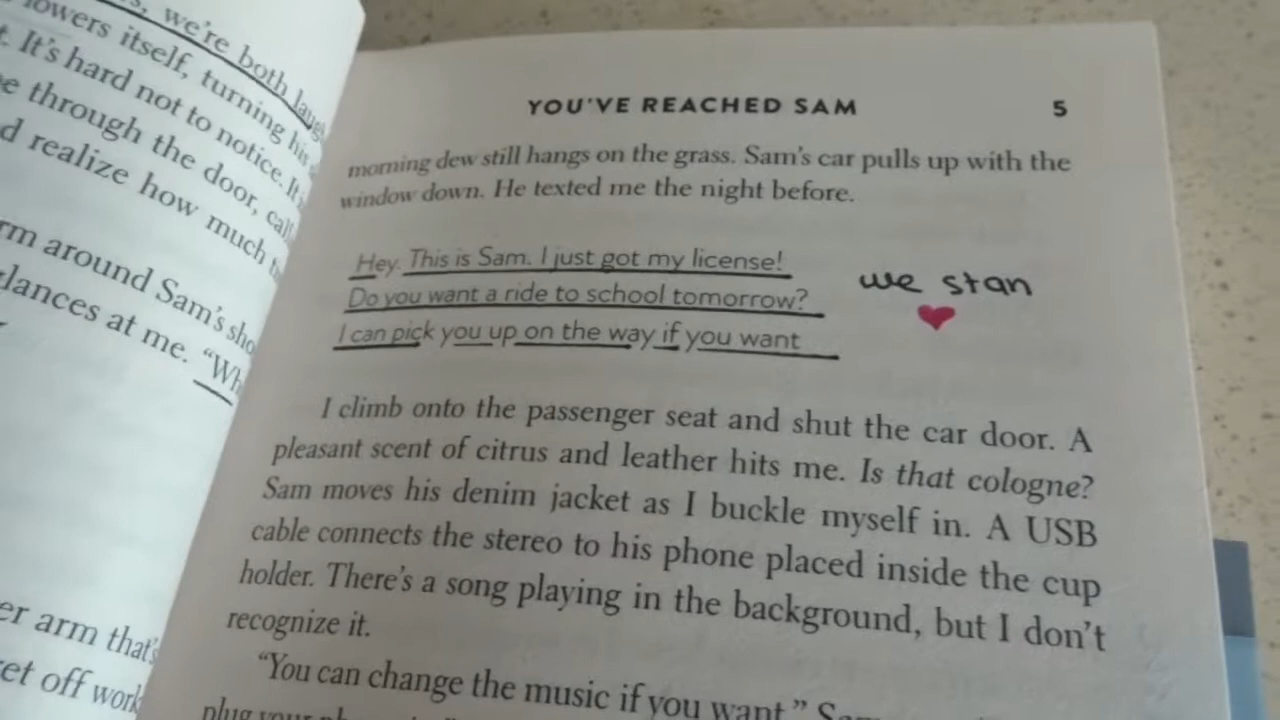 we're both
owers itself, turning his
It's hard not to notice.
through the door,
realize how much
around Sam's
glances at me.
arm that's
off work
YOU'VE REACHED SAM 5
morning dew still hangs on the grass. Sam's car pulls up with the
window down. He texted me the night before.
Hey. This is Sam. I just got my license!
Do you want a ride to school tomorrow?
I can pick you up on the way if you want
we stan
I climb onto the passenger seat and shut the car door. A
pleasant scent of citrus and leather hits me. Is that cologne?
Sam moves his denim jacket as I buckle myself in. A USB
cable connects the stereo to his phone placed inside the cup
holder. There's a song playing in the background, but I don't
recognize it.
"You can change the music if you want."